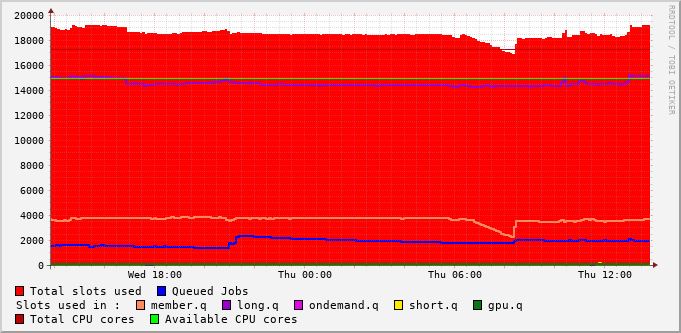 20000
18000
16000
14000
12000
10000
8000
6000
4000
2000
0
Wed 18:00 Thu 00:00 Thu 06:00 Thu 12:00
Total slots used Queued Jobs
Slots used in : member.q long.q ondemand.q short.q gpu.q
Total CPU cores Available CPU cores
RRDTOOL / TOBI OETIKER